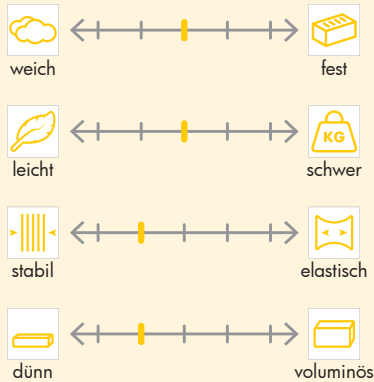 weich fest
KG
leicht schwer
stabil elastisch
dünn voluminös